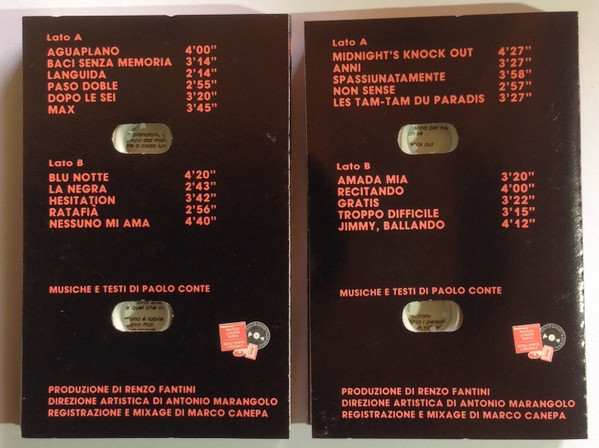 Lato A
AGUAPLANO 4'00"
BACI SENZA MEMORIA 3'14"
LANGUIDA 2'14"
PASO DOBLE 2'55"
DOPO LE SEI 3'20"
MAX 3'45"
Lato B
BLU NOTTE 4'20"
LA NEGRA 2'43"
HESITATION 3'42"
RATAFIÀ 2'56"
NESSUNO MI AMA 4'40"
MUSICHE E TESTI DI PAOLO CONTE
PRODUZIONE DI RENZO FANTINI
DIREZIONE ARTISTICA DI ANTONIO MARANGOLO
REGISTRAZIONE E MIXAGE DI MARCO CANEPA
Lato A
MIDNIGHT'S KNOCK OUT 4'27"
ANNI 3'27"
SPASSIUNATAMENTE 3'58"
NON SENSE 2'57"
LES TAM-TAM DU PARADIS 3'27"
Lato B
AMADA MIA 3'20"
RECITANDO 4'00"
GRATIS 3'22"
TROPPO DIFFICILE 3'15"
JIMMY, BALLANDO 4'12"
MUSICHE E TESTI DI PAOLO CONTE
PRODUZIONE DI RENZO FANTINI
DIREZIONE ARTISTICA DI ANTONIO MARANGOLO
REGISTRAZIONE E MIXAGE DI MARCO CANEPA